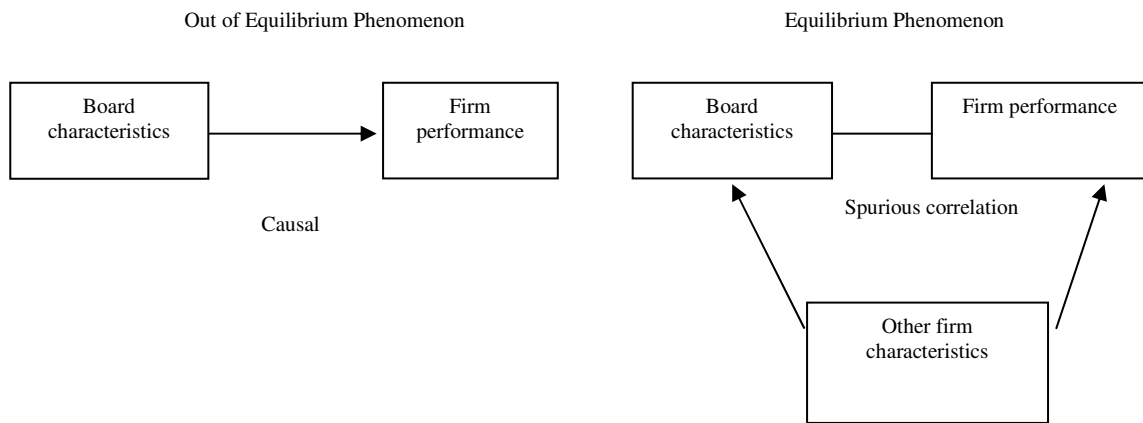 Out of Equilibrium Phenomenon
Board
characteristics
Firm
performance
Causal
Equilibrium Phenomenon
Board
characteristics
Firm performance
Spurious correlation
Other firm
characteristics